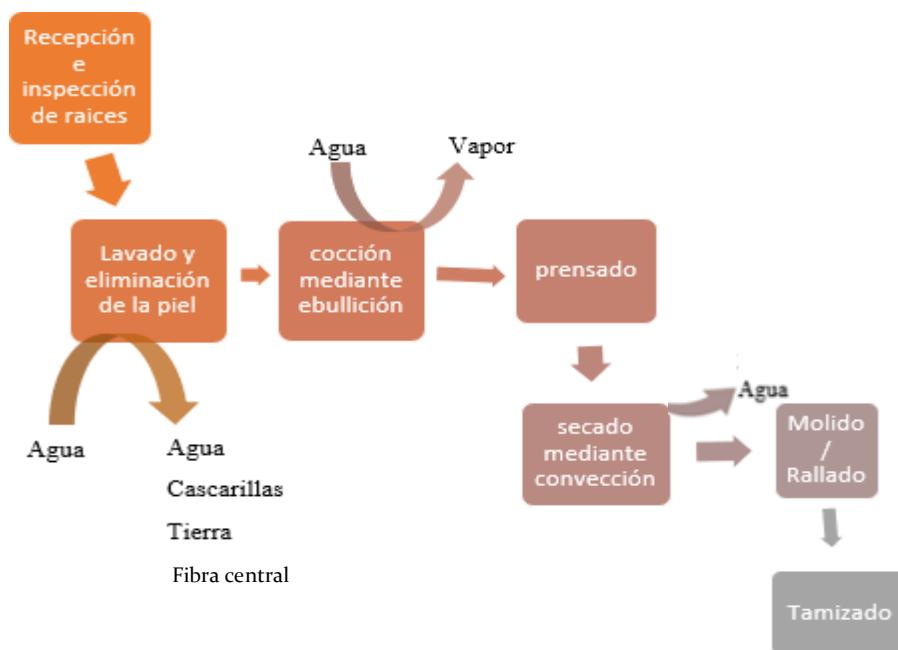 Recepción
e
inspección
de raices
Agua
Vapor
Lavado y
eliminación
de la piel
cocción
mediante
ebullición
prensado
Agua
Agua
Cascarillas
Tierra
Fibra central
secado
mediante
convección
Agua
Molido
/
Rallado
Tamizado